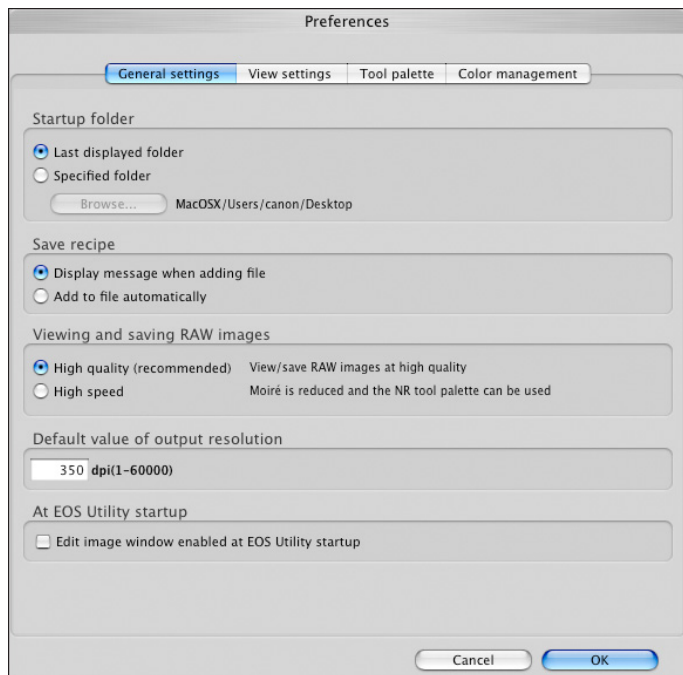 Preferences
General settings View settings Tool palette Color management
Startup folder
Last displayed folder
Specified folder
Browse... MacOSX/Users/canon/Desktop
Save recipe
Display message when adding file
Add to file automatically
Viewing and saving RAW images
High quality (recommended) View/save RAW images at high quality
High speed Moiré is reduced and the NR tool palette can be used
Default value of output resolution
350 dpi(1-60000)
At EOS Utility startup
Edit image window enabled at EOS Utility startup
Cancel OK